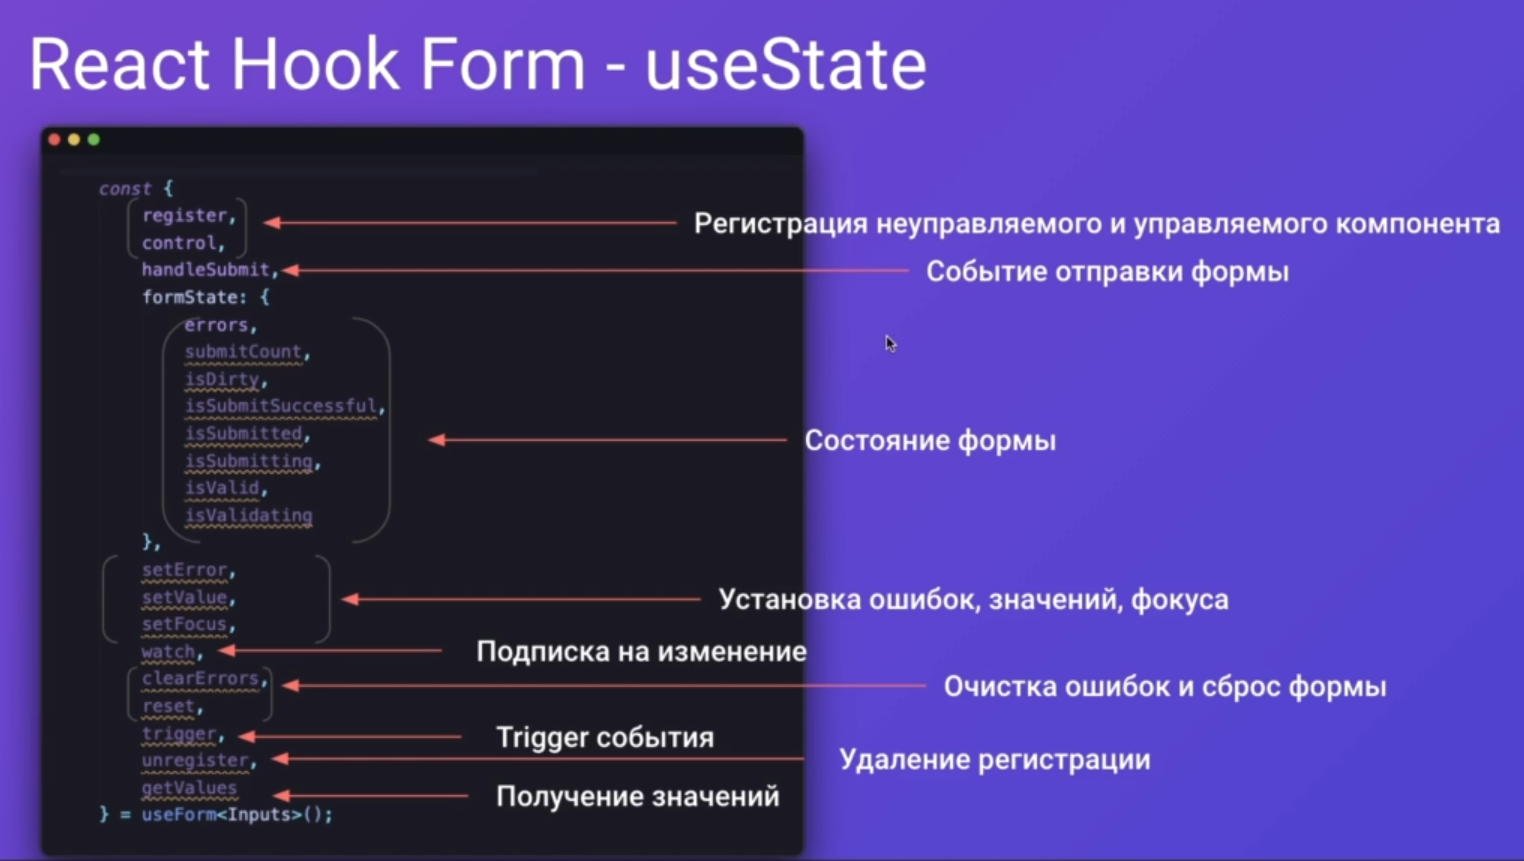 React Hook Form - useState
const {
register,
control,
Регистрация неуправляемого и управляемого компонента
handleSubmit,
Событие отправки формы
formState: {
errors,
submitCount,
isDirty,
isSubmitSuccessful,
isSubmitted,
Состояние формы
isSubmitting,
isValid,
isValidating
},
setError,
setValue,
Установка ошибок, значений, фокуса
setFocus,
watch,
Подписка на изменение
clearErrors,
Очистка ошибок и сброс формы
reset,
trigger,
Trigger события
unregister,
Удаление регистрации
getValues
Получение значений
} = useForm<Inputs>();